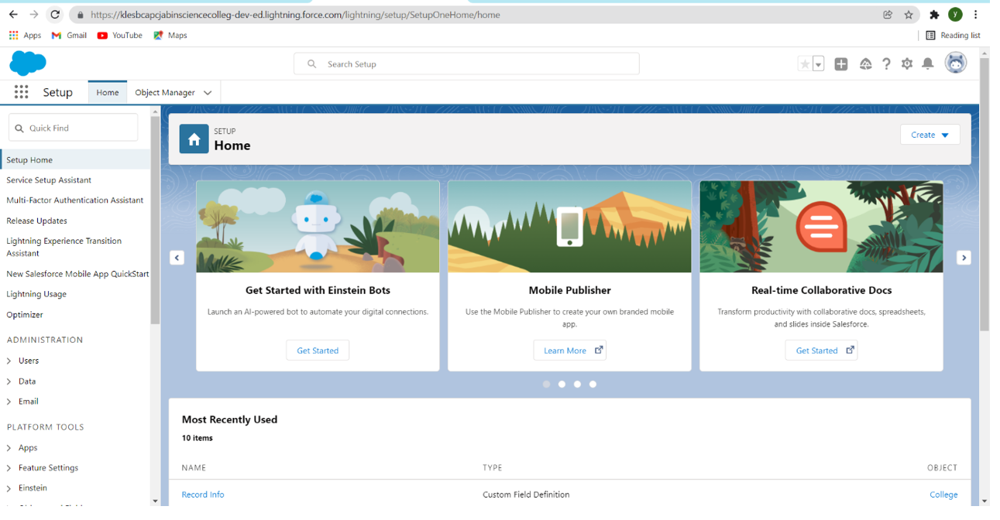 https://klesbcapcjabinsciencecolleg-dev-ed.lightning.force.com/lightning/setup/SetupOneHome/home
y
Apps
Gmail
YouTube
Maps
Reading list
Search Setup
Setup
Home
Object Manager
Quick Find
Setup Home
Service Setup Assistant
Multi-Factor Authentication Assistant
Release Updates
Lightning Experience Transition
Assistant
New Salesforce Mobile App QuickStart
Lightning Usage
Optimizer
ADMINISTRATION
Users
Data
Email
PLATFORM TOOLS
Apps
Feature Settings
Einstein
SETUP
Home
Create
Get Started with Einstein Bots
Launch an AI-powered bot to automate your digital connections.
Get Started
Mobile Publisher
Use the Mobile Publisher to create your own branded mobile
app.
Learn More
Real-time Collaborative Docs
Transform productivity with collaborative docs, spreadsheets,
and slides inside Salesforce.
Get Started
Most Recently Used
10 items
NAME
TYPE
OBJECT
Record Info
Custom Field Definition
College